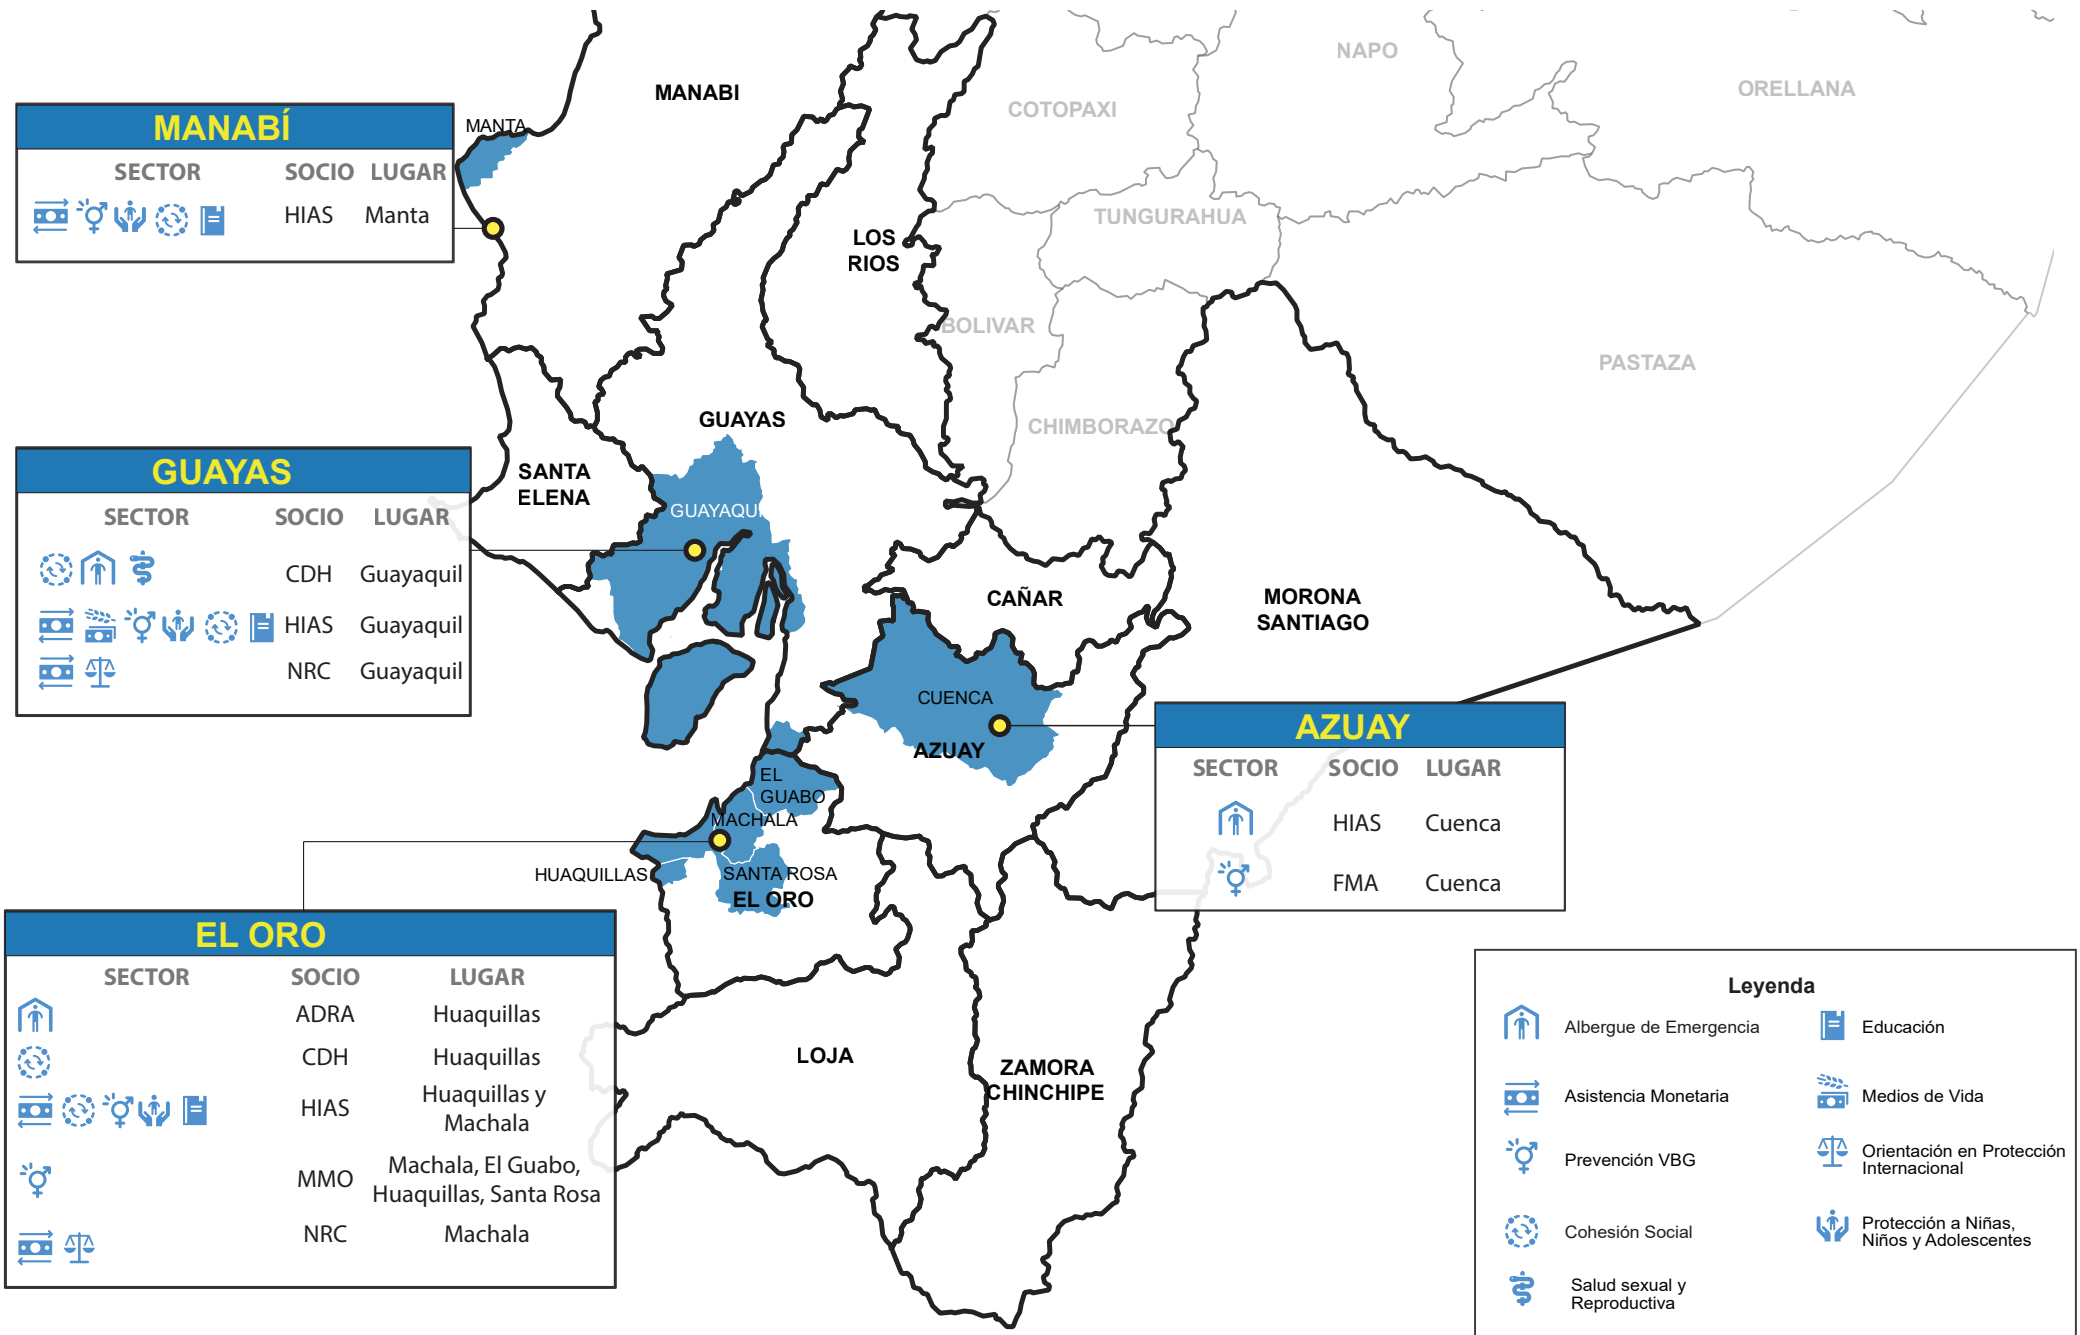 NAPO
ORELLANA
MANABI
COTOPAXI
MANABÍ
SECTOR SOCIO LUGAR
HIAS Manta
MANTA
TUNGURAHUA
LOS
RIOS
BOLIVAR
PASTAZA
GUAYAS
CHIMBORAZO
GUAYAS
SECTOR SOCIO LUGAR
CDH Guayaquil
HIAS Guayaquil
NRC Guayaquil
SANTA
ELENA
GUAYAQUI
CAÑAR
MORONA
SANTIAGO
CUENCA
AZUAY
AZUAY
SECTOR SOCIO LUGAR
HIAS Cuenca
FMA Cuenca
EL
GUABO
MACHALA
HUAQUILLAS
SANTA ROSA
EL ORO
EL ORO
SECTOR SOCIO LUGAR
ADRA Huaquillas
CDH Huaquillas
HIAS Huaquillas y
Machala
MMO Machala, El Guabo,
Huaquillas, Santa Rosa
NRC Machala
LOJA
ZAMORA
CHINCHIPE
Leyenda
Albergue de Emergencia
Educación
Asistencia Monetaria
Medios de Vida
Prevención VBG
Orientación en Protección
Internacional
Cohesión Social
Protección a Niñas,
Niños y Adolescentes
Salud sexual y
Reproductiva